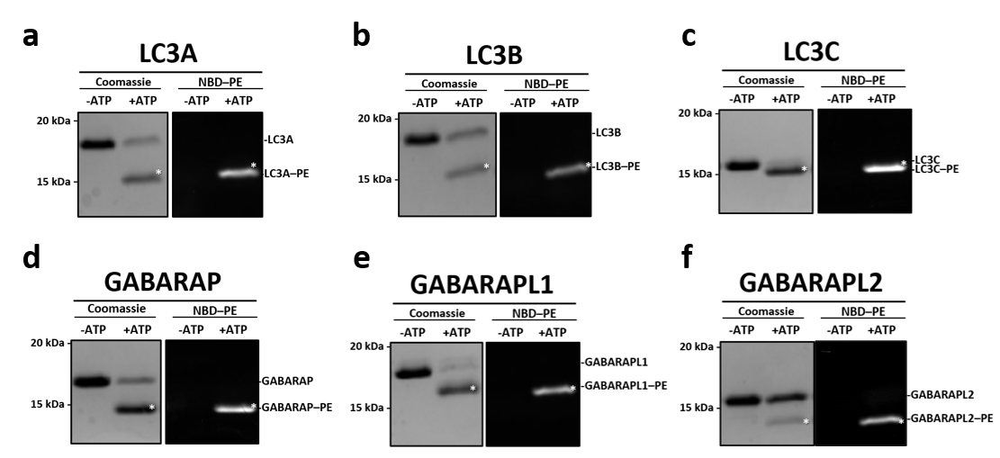 a
LC3A
Coomassie NBD–PE
-ATP +ATP -ATP +ATP
20 kDa
-LC3A
*
*
LC3A–PE
15 kDa
b
LC3B
Coomassie NBD–PE
-ATP +ATP -ATP +ATP
20 kDa
-LC3B
*
*
-LC3B–PE
15 kDa
c
LC3C
Coomassie NBD–PE
-ATP +ATP -ATP +ATP
20 kDa
-LC3C
*
*
-LC3C–PE
15 kDa
d
GABARAP
Coomassie NBD–PE
-ATP +ATP -ATP +ATP
20 kDa
-GABARAP
15 kDa
*
*
-GABARAP–PE
e
GABARAPL1
Coomassie NBD–PE
-ATP +ATP -ATP +ATP
20 kDa
-GABARAPL1
*
*
-GABARAPL1–PE
15 kDa
f
GABARAPL2
Coomassie NBD–PE
-ATP +ATP -ATP +ATP
20 kDa
-GABARAPL2
15 kDa
*
*
-GABARAPL2–PE